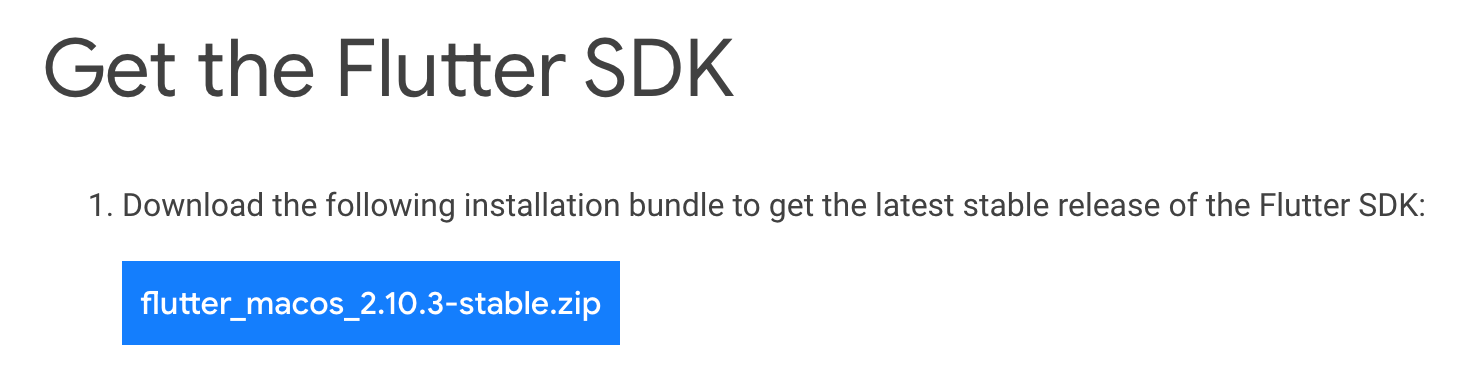 Get the Flutter SDK
1. Download the following installation bundle to get the latest stable release of the Flutter SDK:
flutter_macos_2.10.3-stable.zip